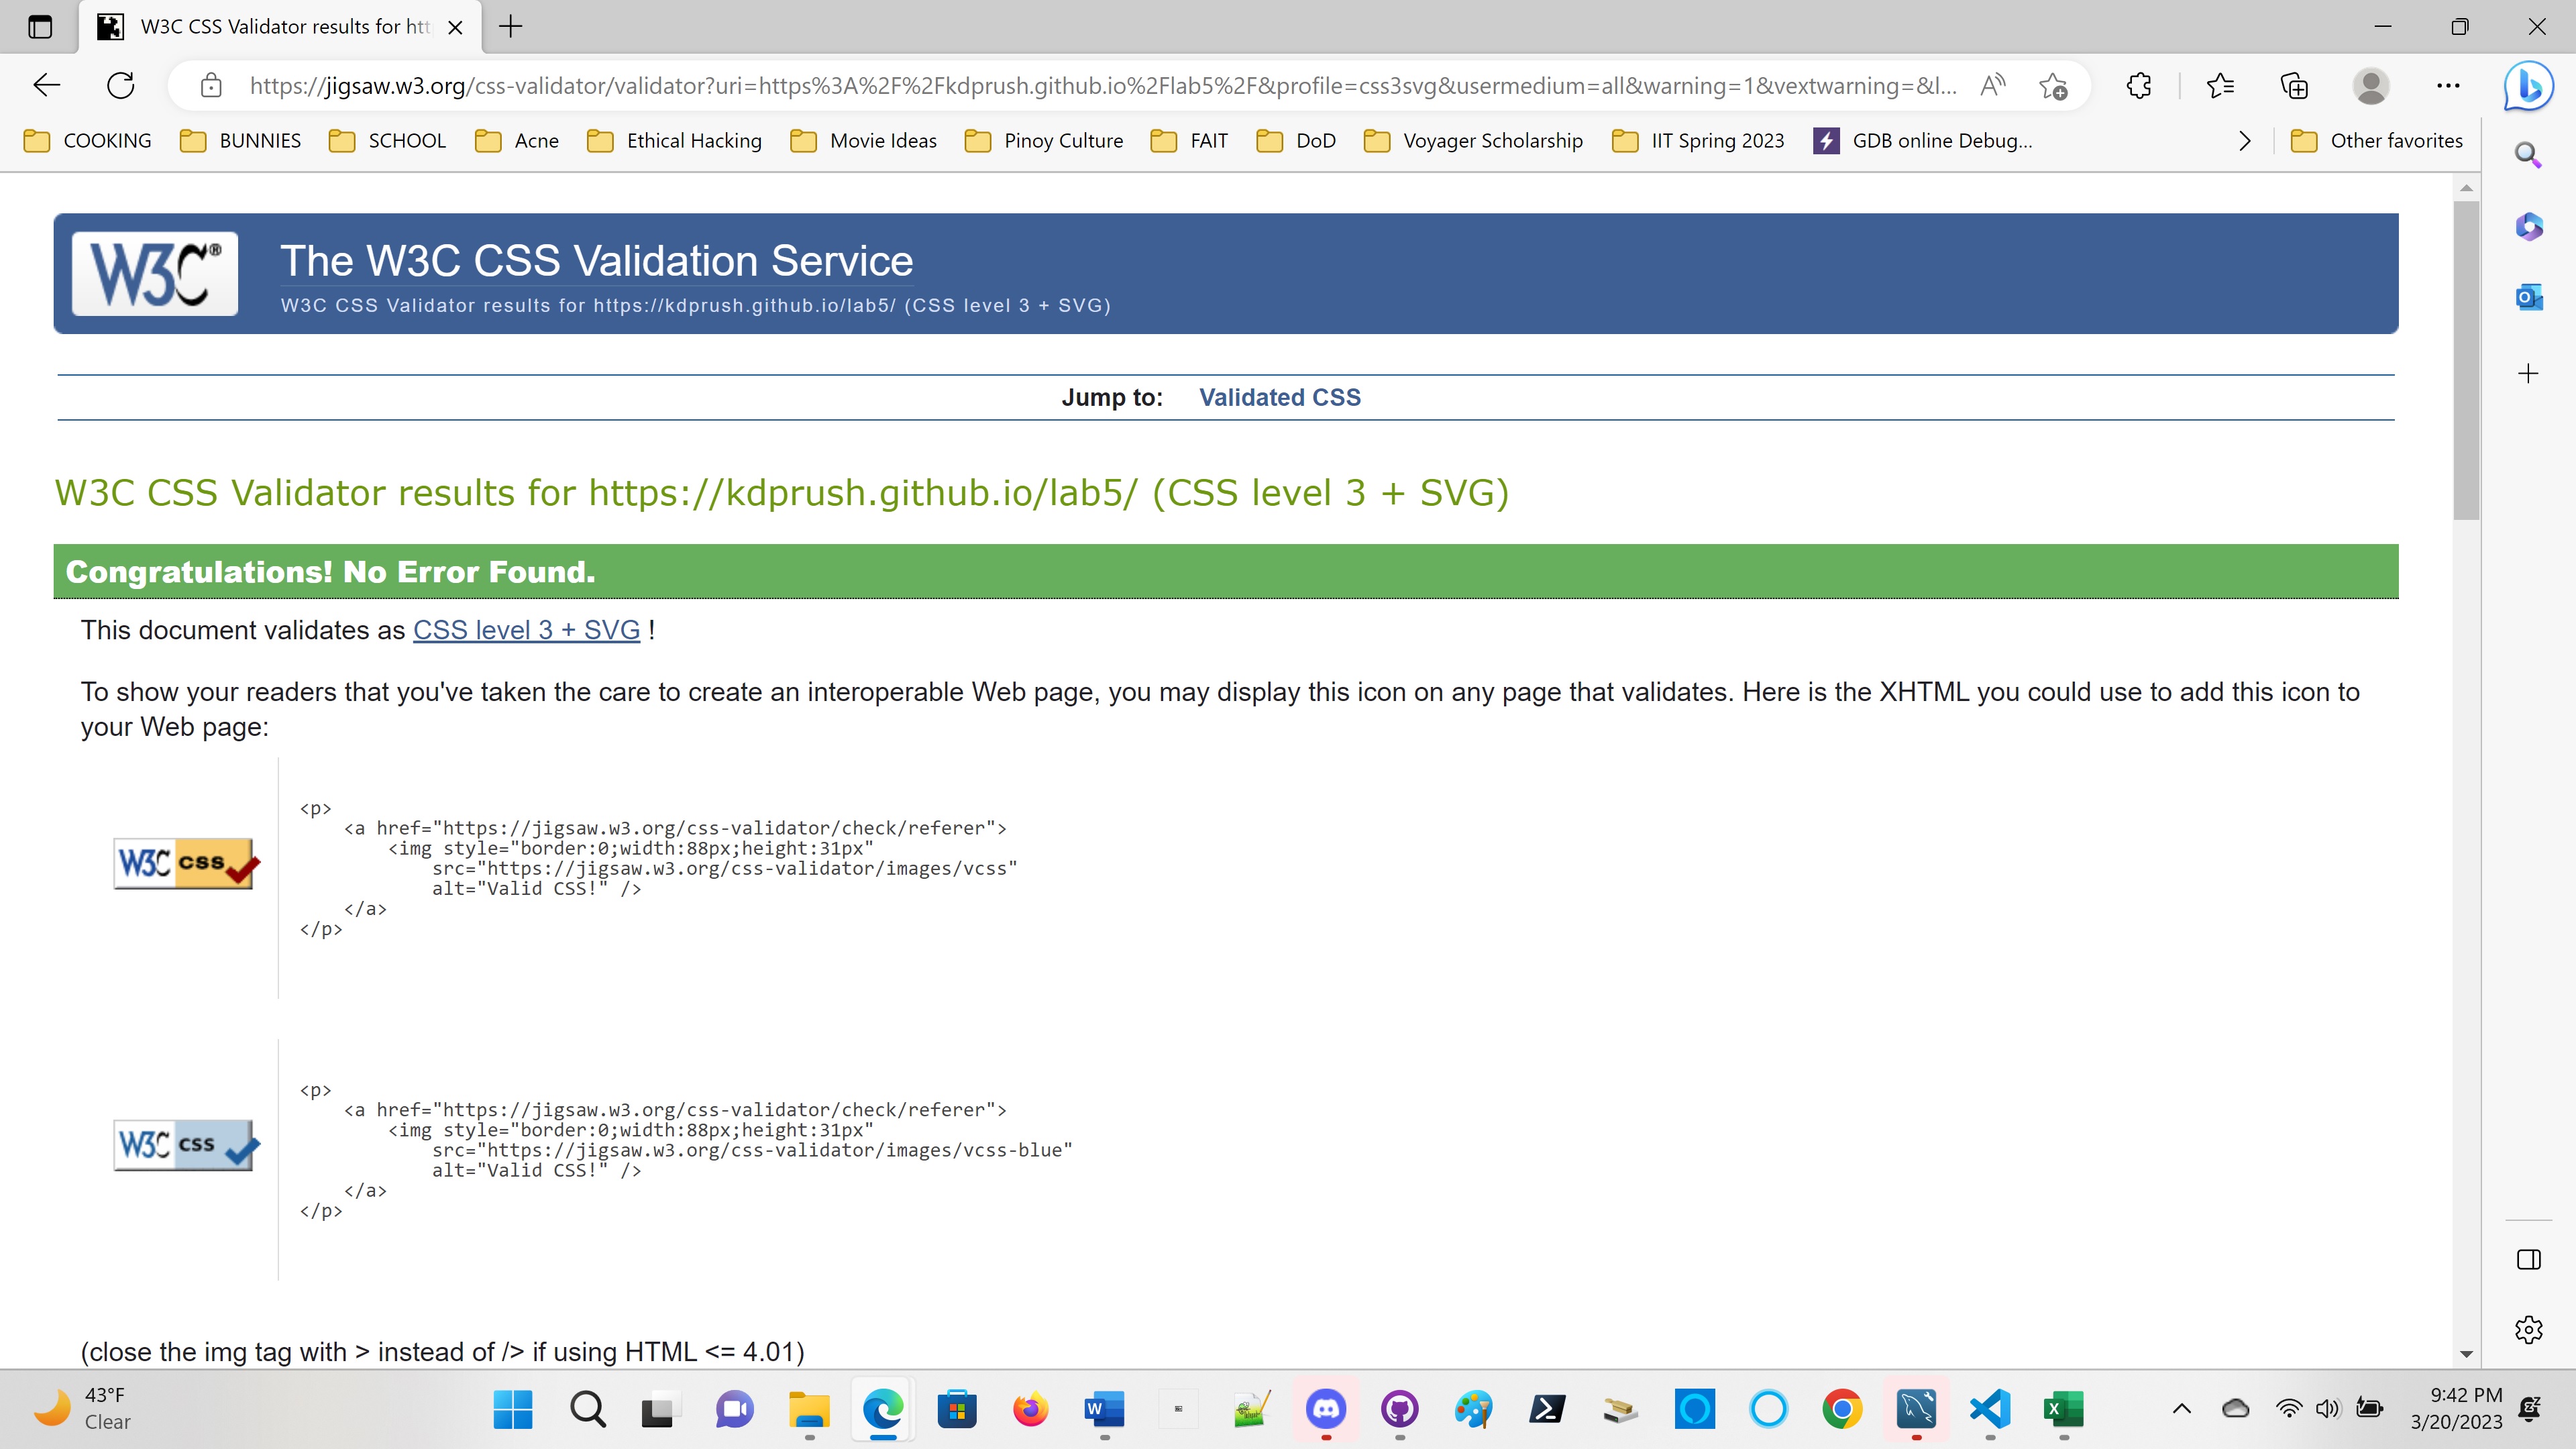 W3C CSS Validator results for htt
https://jigsaw.w3.org/css-validator/validator?uri=https%3A%2F%2Fkdprush.github.io%2Flab5%2F&profile=css3svg&usermedium=all&warning=1&vextwarning=&l...
COOKING BUNNIES SCHOOL Acne Ethical Hacking Movie Ideas Pinoy Culture FAIT DoD Voyager Scholarship IIT Spring 2023 GDB online Debug... Other favorites
W3C® The W3C CSS Validation Service
W3C CSS Validator results for https://kdprush.github.io/lab5/ (CSS level 3 + SVG)
Jump to: Validated CSS
W3C CSS Validator results for https://kdprush.github.io/lab5/ (CSS level 3 + SVG)
Congratulations! No Error Found.
This document validates as CSS level 3 + SVG !
To show your readers that you've taken the care to create an interoperable Web page, you may display this icon on any page that validates. Here is the XHTML you could use to add this icon to
your Web page:
<p>
<a href="https://jigsaw.w3.org/css-validator/check/referer">
<img style="border:0;width:88px;height:31px"
W3C css
src="https://jigsaw.w3.org/css-validator/images/vcss"
alt="Valid CSS!" />
</a>
</p>
<p>
<a href="https://jigsaw.w3.org/css-validator/check/referer">
<img style="border:0;width:88px;height:31px"
W3C css
src="https://jigsaw.w3.org/css-validator/images/vcss-blue"
alt="Valid CSS!" />
</a>
</p>
(close the img tag with > instead of /> if using HTML <= 4.01)
43°F
Clear
9:42 PM
3/20/2023